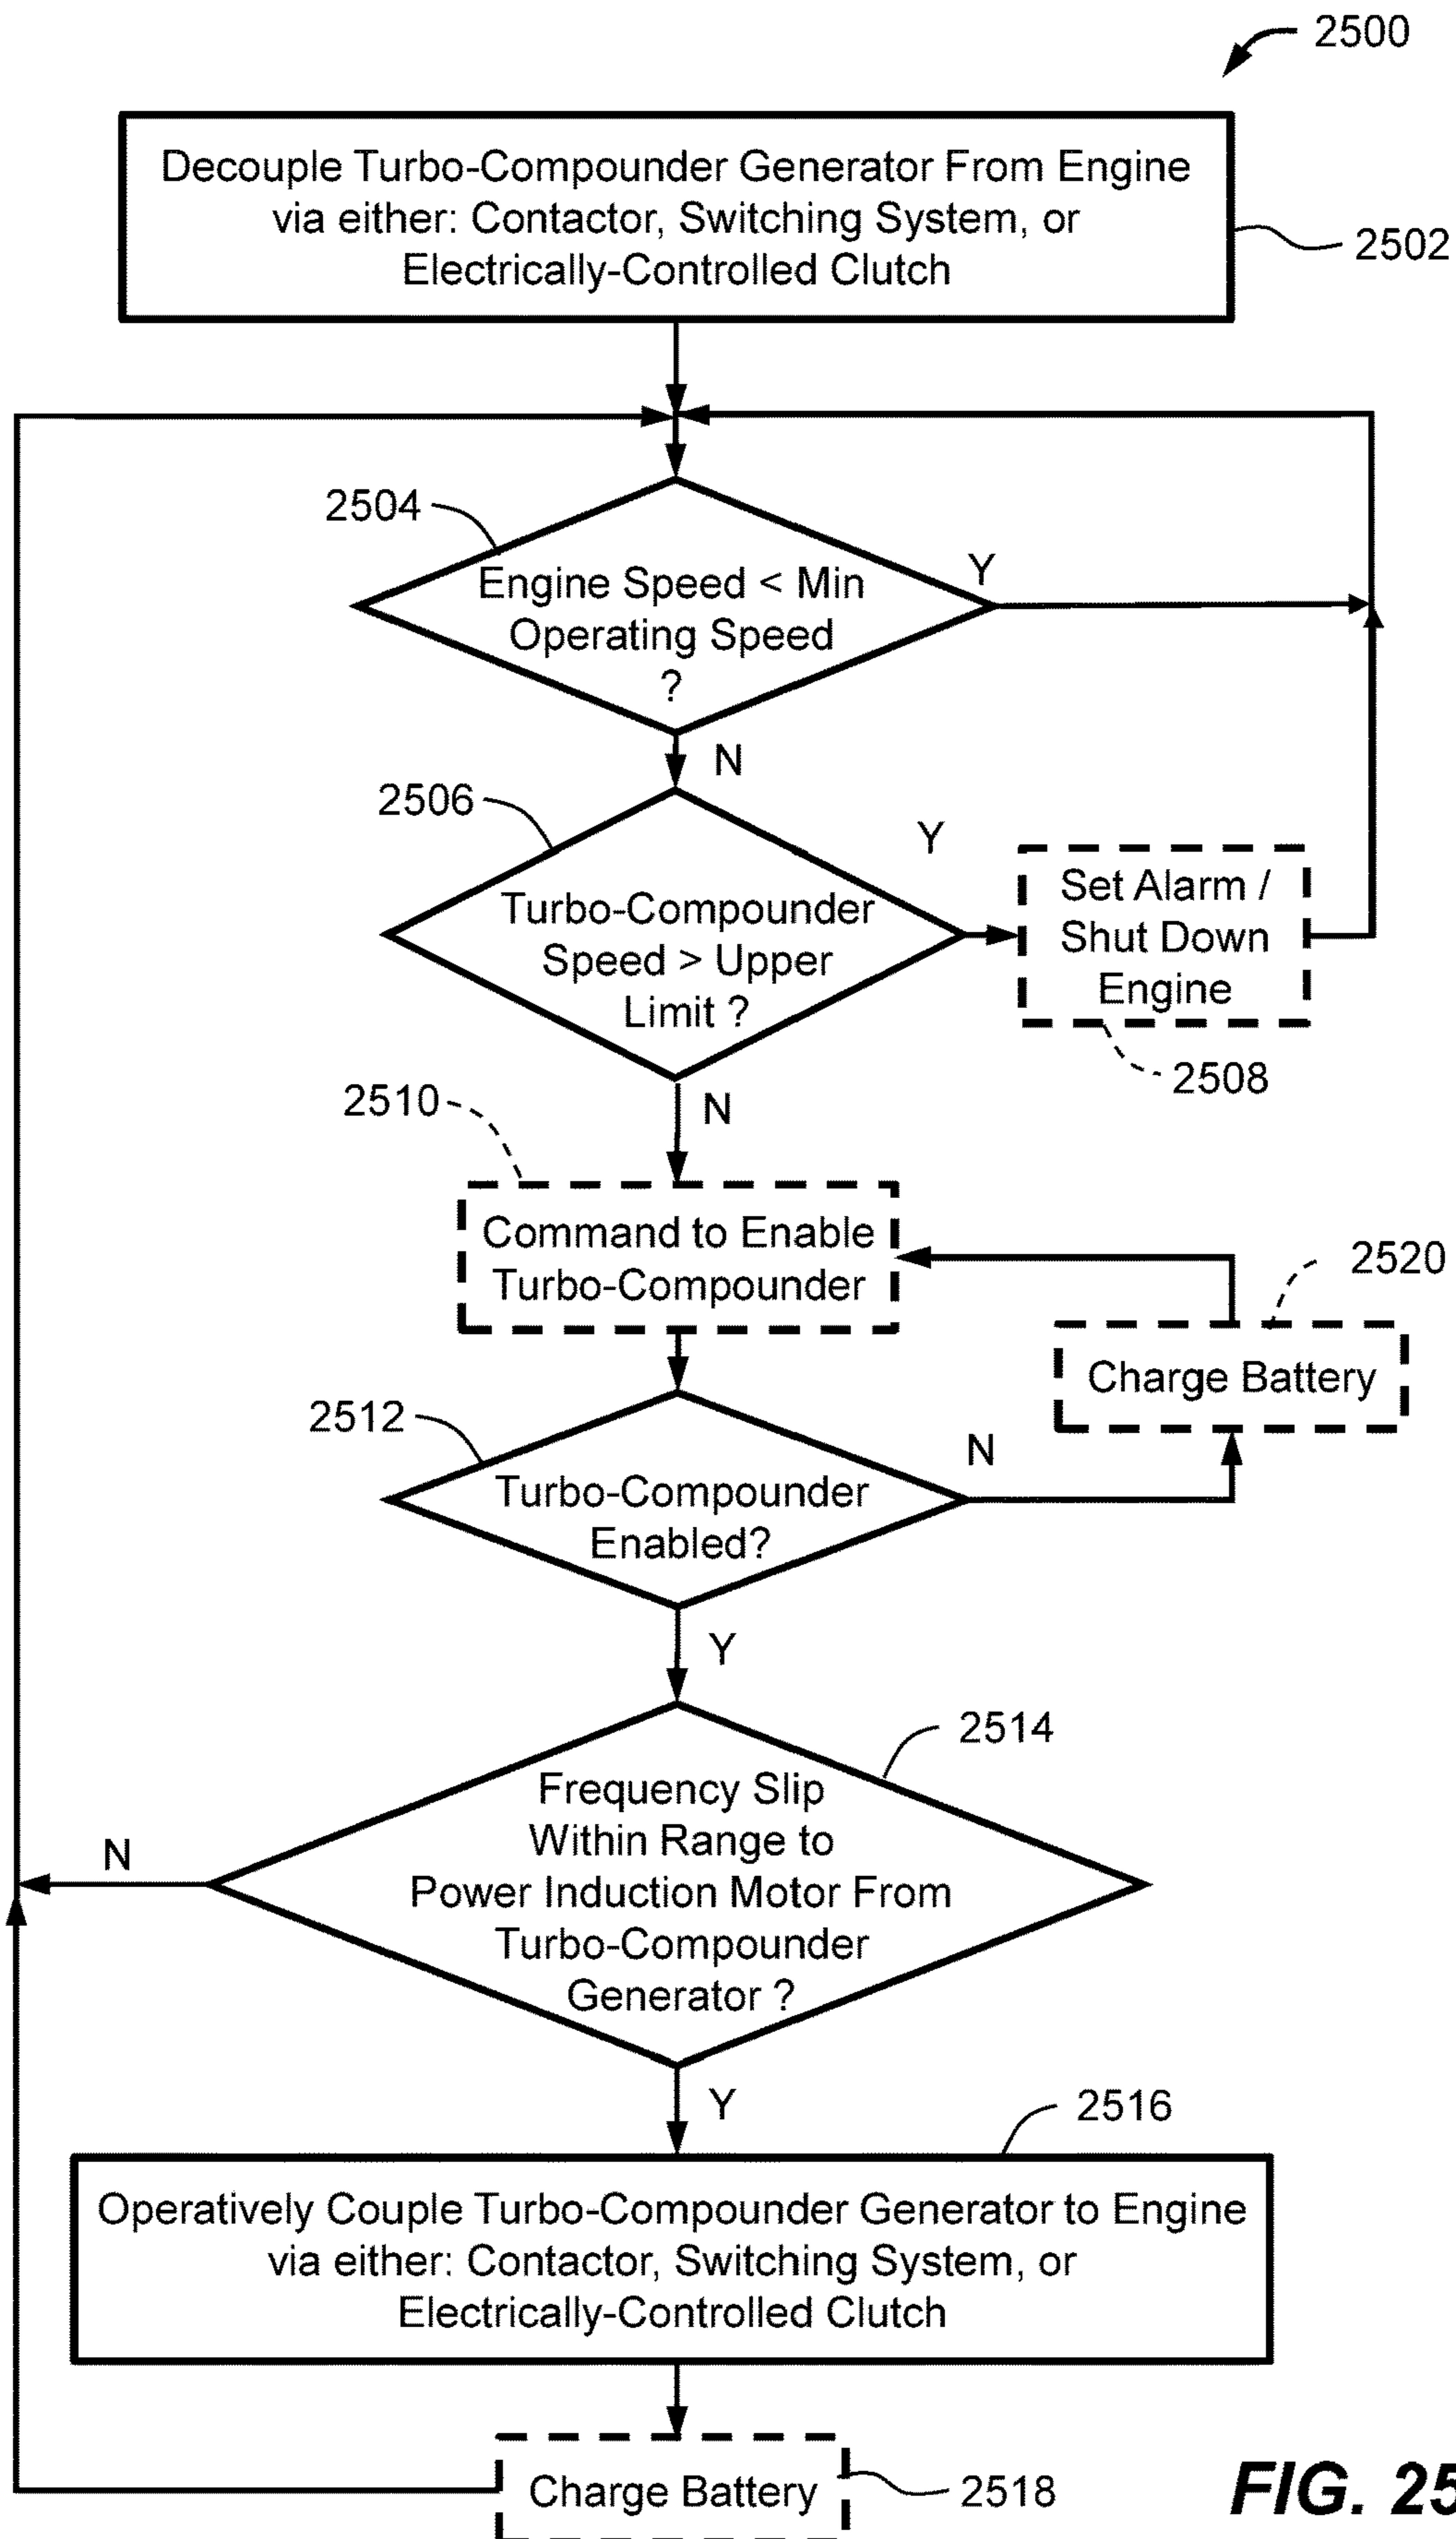 2500
Decouple Turbo-Compounder Generator From Engine
via either: Contactor, Switching System, or
Electrically-Controlled Clutch
2502
2504
Engine Speed < Min
Operating Speed
?
Y
N
2506
Turbo-Compounder
Speed > Upper
Limit ?
Y
Set Alarm /
Shut Down
Engine
2508
N
2510
Command to Enable
Turbo-Compounder
2520
Charge Battery
2512
Turbo-Compounder
Enabled?
N
Y
2514
Frequency Slip
Within Range to
Power Induction Motor From
Turbo-Compounder
Generator ?
N
Y
2516
Operatively Couple Turbo-Compounder Generator to Engine
via either: Contactor, Switching System, or
Electrically-Controlled Clutch
Charge Battery
2518
FIG. 25